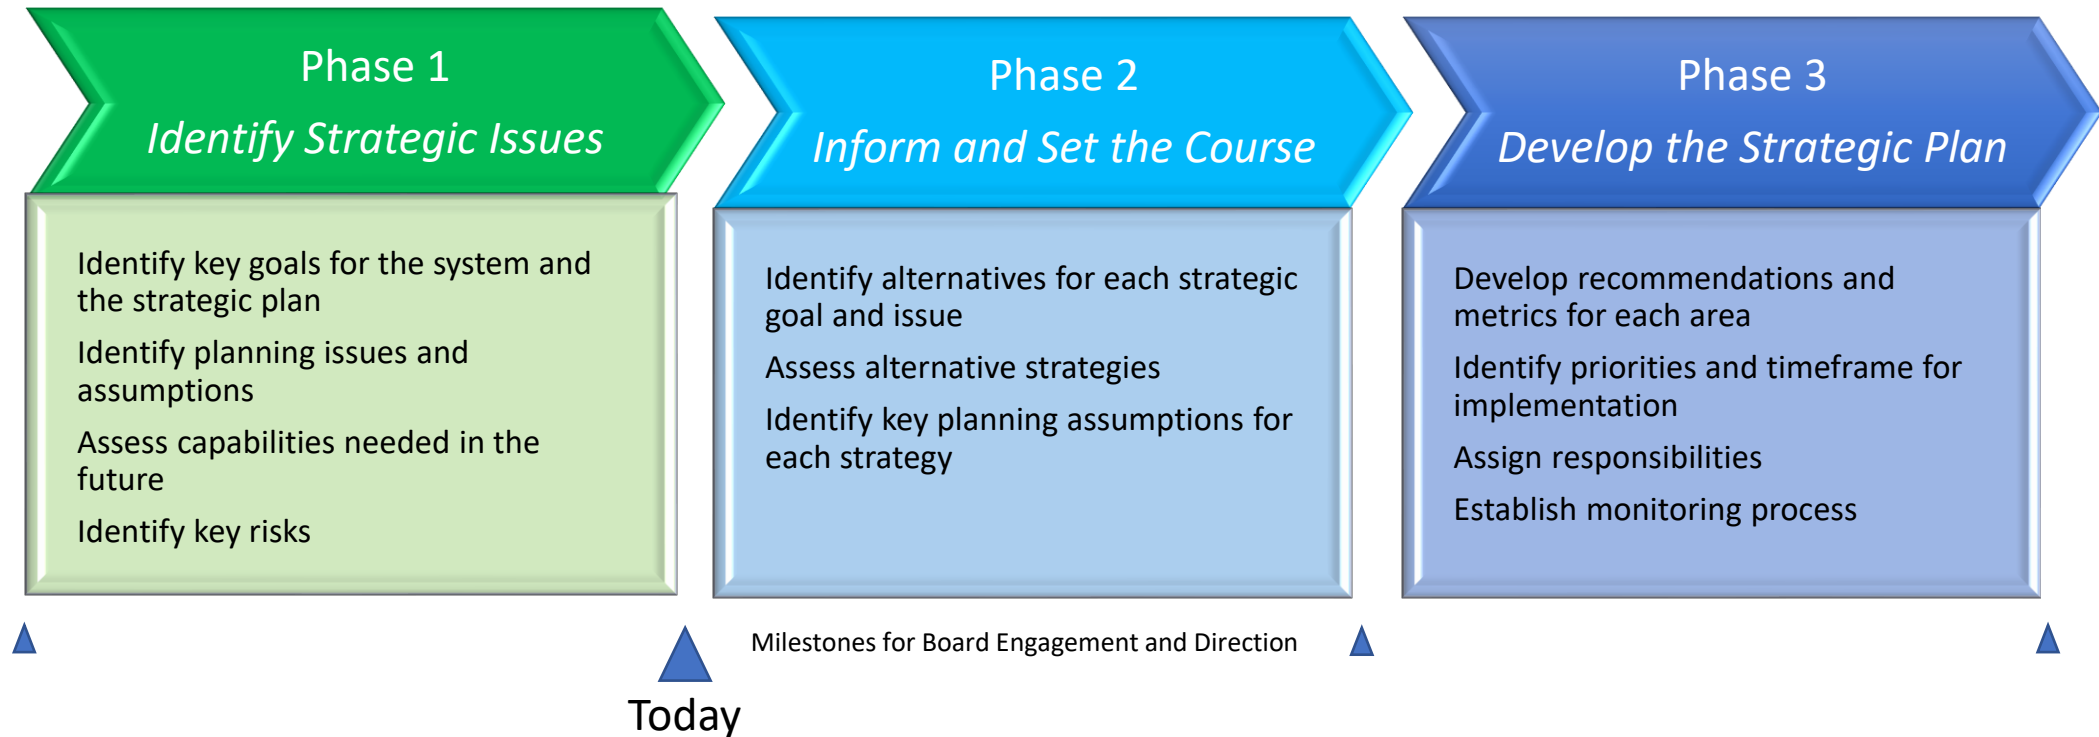 Phase 1
Identify Strategic Issues
Identify key goals for the system and
the strategic plan
Identify planning issues and
assumptions
Assess capabilities needed in the
future
Identify key risks
Phase 2
Inform and Set the Course
Identify alternatives for each strategic
goal and issue
Assess alternative strategies
Identify key planning assumptions for
each strategy
Phase 3
Develop the Strategic Plan
Develop recommendations and
metrics for each area
Identify priorities and timeframe for
implementation
Assign responsibilities
Establish monitoring process
Milestones for Board Engagement and Direction
Today